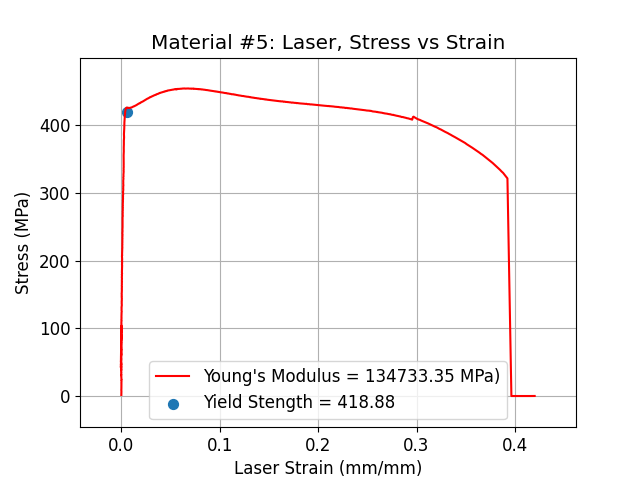 Material #5: Laser, Stress vs Strain
Stress (MPa)
400
300
200
100
0
Young's Modulus = 134733.35 MPa)
Yield Stength = 418.88
0.0 0.1 0.2 0.3 0.4
Laser Strain (mm/mm)